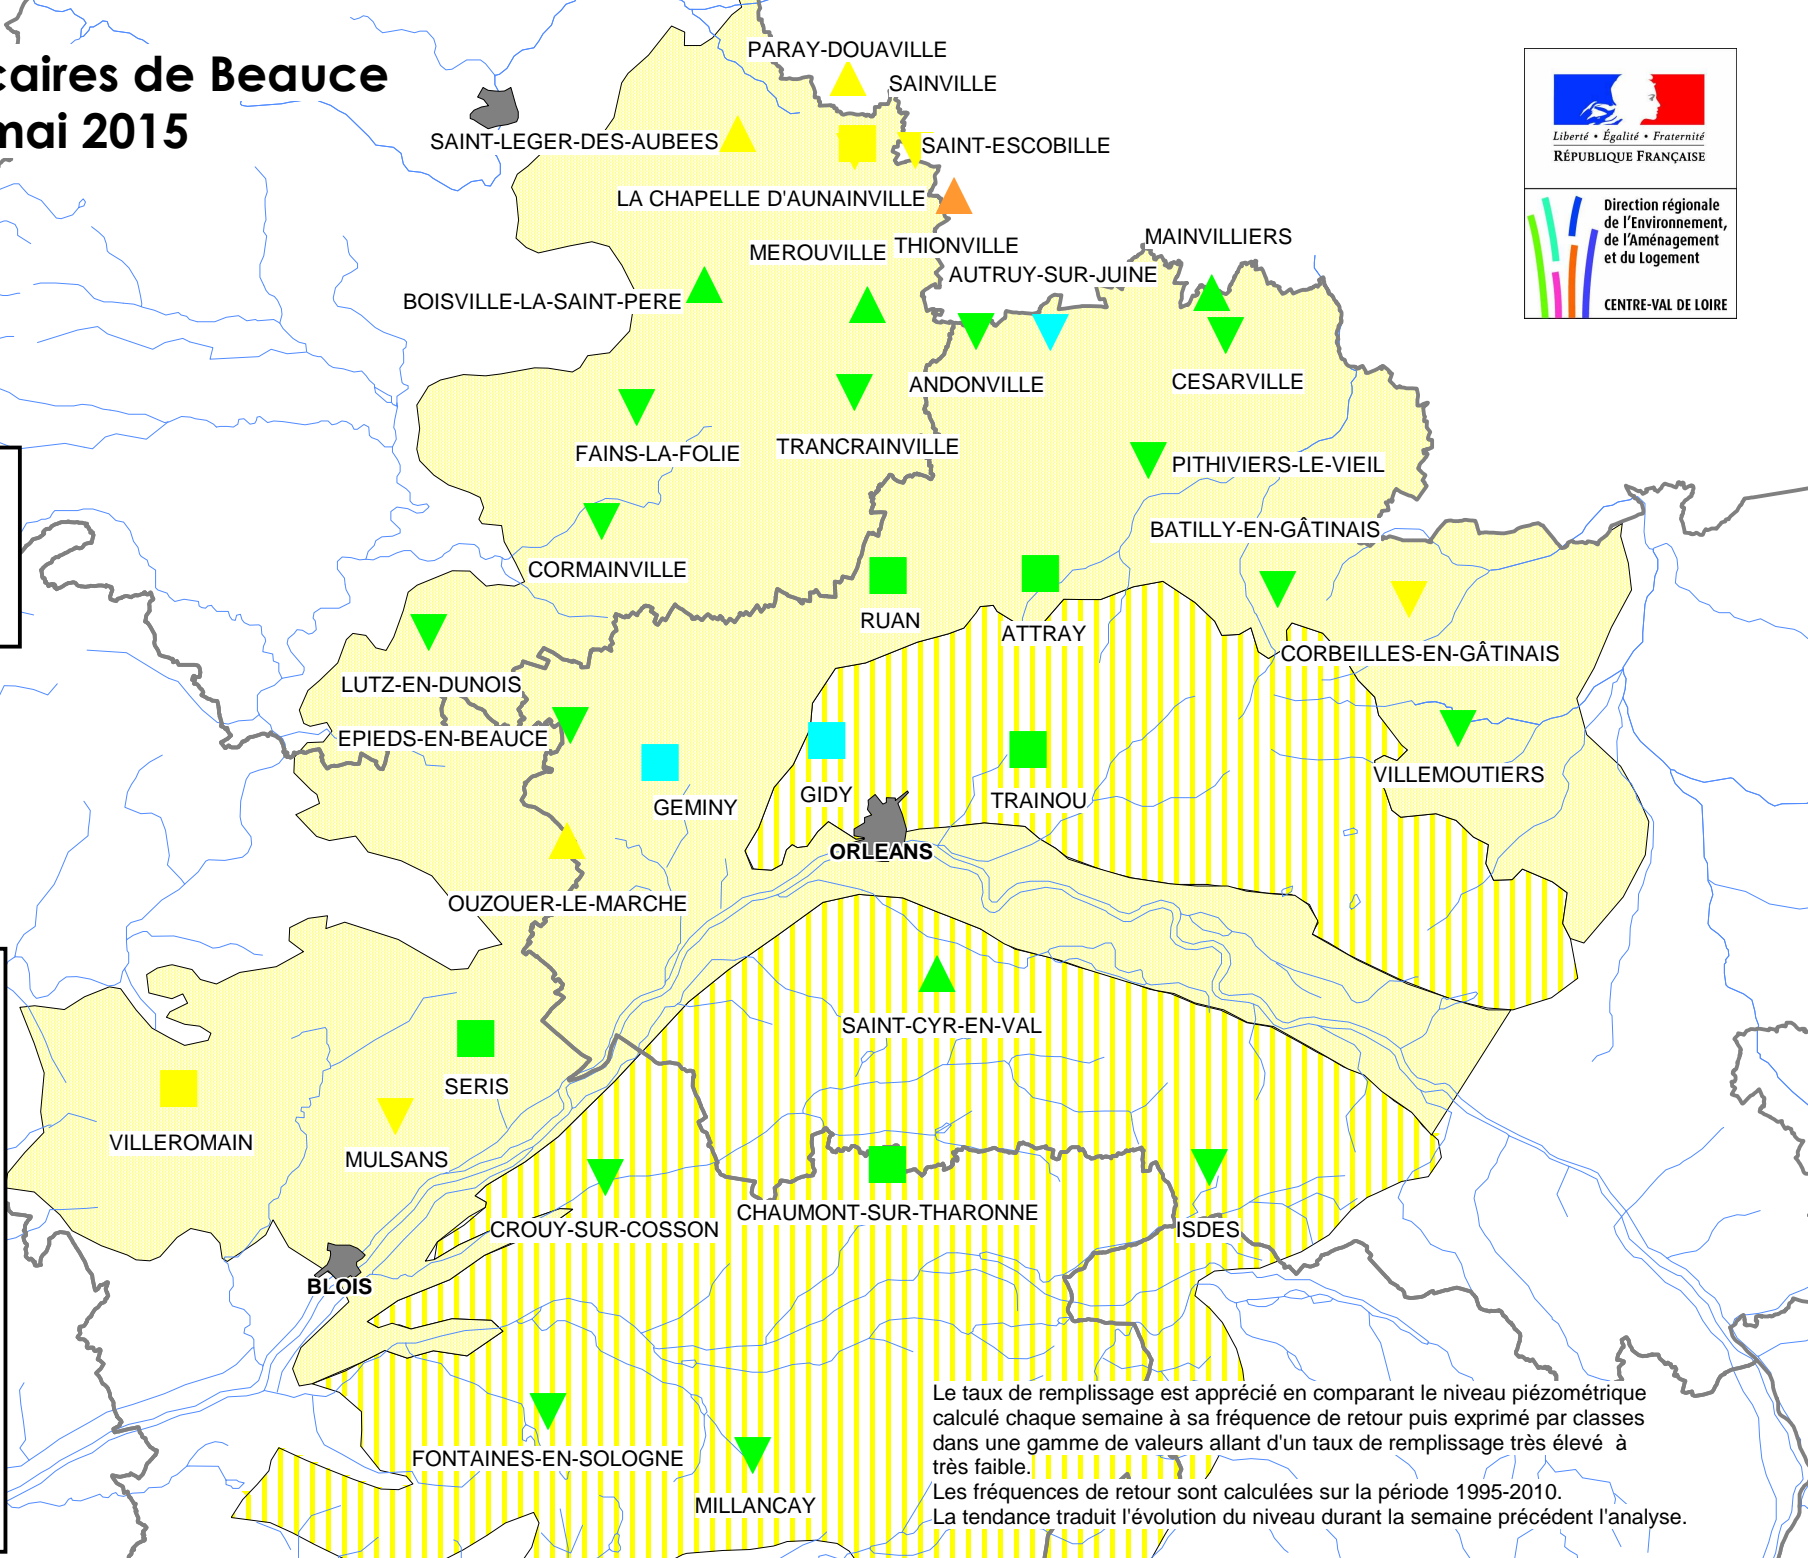 caires de Beauce
mai 2015
PARAY-DOUAVILLE
SAINVILLE
SAINT-LEGER-DES-AUBEES
SAINT-ESCOBILLE
LA CHAPELLE D'AUNAINVILLE
THIONVILLE
MEROUVILLE
MAINVILLIERS
AUTRUY-SUR-JUINE
BOISVILLE-LA-SAINT-PERE
ANDONVILLE
CESARVILLE
FAINS-LA-FOLIE
TRANCRAINVILLE
PITHIVIERS-LE-VIEIL
BATILLY-EN-GÂTINAIS
CORMAINVILLE
RUAN
ATTRAY
CORBEILLES-EN-GÂTINAIS
LUTZ-EN-DUNOIS
EPIEDS-EN-BEAUCE
GEMINY
GIDY
TRAINOU
VILLEMOUTIERS
ORLEANS
OUZOUER-LE-MARCHE
SAINT-CYR-EN-VAL
SERIS
VILLEROMAIN
MULSANS
CROUY-SUR-COSSON
CHAUMONT-SUR-THARONNE
ISDES
BLOIS
FONTAINES-EN-SOLOGNE
MILLANCAY
Liberté • Égalité • Fraternité
RÉPUBLIQUE FRANÇAISE
Direction régionale
de l'Environnement,
de l'Aménagement
et du Logement
CENTRE-VAL DE LOIRE
Le taux de remplissage est apprécié en comparant le niveau piézométrique
calculé chaque semaine à sa fréquence de retour puis exprimé par classes
dans une gamme de valeurs allant d'un taux de remplissage très élevé à
très faible.
Les fréquences de retour sont calculées sur la période 1995-2010.
La tendance traduit l'évolution du niveau durant la semaine précédent l'analyse.